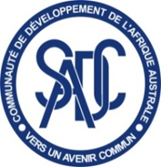 COMMUNAUTÉ DE DÉVELOPPEMENT DE L'AFRIQUE AUSTRALE
SADC
• VERS UN AVENIR COMMUN •